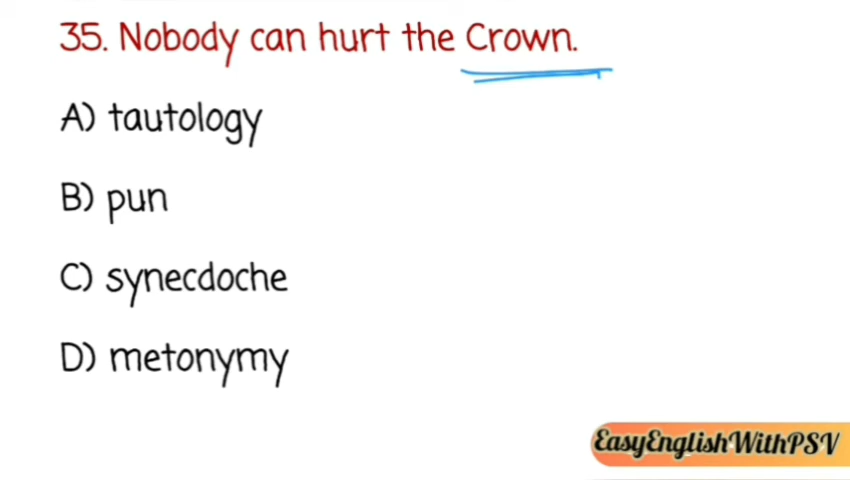 35. Nobody can hurt the Crown.
A) tautology
B) pun
C) synecdoche
D) metonymy
EasyEnglishWithPSV